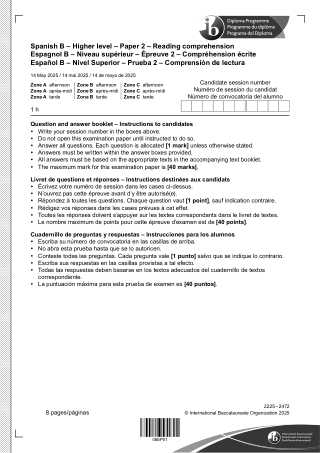 Diploma Programme
Programme du diplôme
Programa del Diploma
Spanish B – Higher level – Paper 2 – Reading comprehension
Espagnol B – Niveau supérieur – Épreuve 2 – Compréhension écrite
Español B – Nivel Superior – Prueba 2 – Comprensión de lectura
14 May 2025 / 14 mai 2025 / 14 de mayo de 2025
Zone A afternoon Zone B afternoon Zone C afternoon
Zone A après-midi Zone B après-midi Zone C après-midi
Zona A tarde Zona B tarde Zona C tarde
Candidate session number
Numéro de session du candidat
Número de convocatoria del alumno
1 h
Question and answer booklet – Instructions to candidates
• Write your session number in the boxes above.
• Do not open this examination paper until instructed to do so.
• Answer all questions. Each question is allocated [1 mark] unless otherwise stated.
• Answers must be written within the answer boxes provided.
• All answers must be based on the appropriate texts in the accompanying text booklet.
• The maximum mark for this examination paper is [40 marks].
Livret de questions et réponses – Instructions destinées aux candidats
• Écrivez votre numéro de session dans les cases ci-dessus.
• N'ouvrez pas cette épreuve avant d'y être autorisé(e).
• Répondez à toutes les questions. Chaque question vaut [1 point], sauf indication contraire.
• Rédigez vos réponses dans les cases prévues à cet effet.
• Toutes les réponses doivent s'appuyer sur les textes correspondants dans le livret de textes.
• Le nombre maximum de points pour cette épreuve d'examen est de [40 points].
Cuadernillo de preguntas y respuestas – Instrucciones para los alumnos
• Escriba su número de convocatoria en las casillas de arriba.
• No abra esta prueba hasta que se lo autoricen.
• Conteste todas las preguntas. Cada pregunta vale [1 punto] salvo que se indique lo contrario.
• Escriba sus respuestas en las casillas provistas a tal efecto.
• Todas las respuestas deben basarse en los textos adecuados del cuadernillo de textos
correspondiente.
• La puntuación máxima para esta prueba de examen es [40 puntos].
2225 – 2472
8 pages/páginas
© International Baccalaureate Organization 2025
08EP01